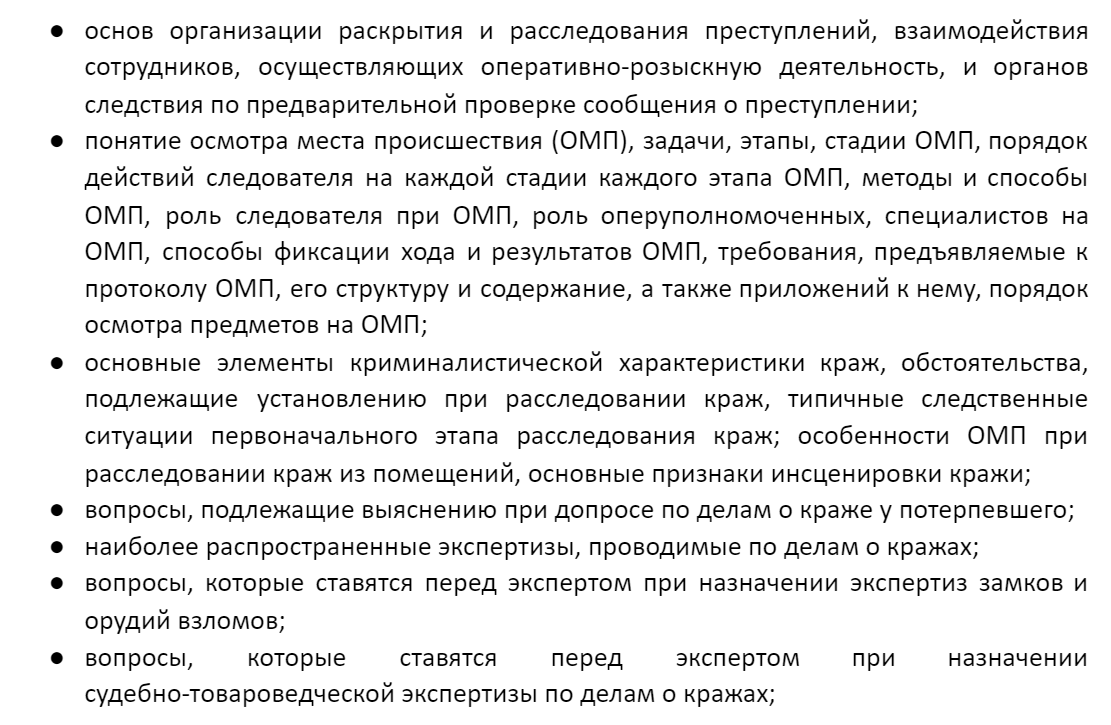 ● основ организации раскрытия и расследования преступлений, взаимодействия
сотрудников, осуществляющих оперативно-розыскную деятельность, и органов
следствия по предварительной проверке сообщения о преступлении;
● понятие осмотра места происшествия (ОМП), задачи, этапы, стадии ОМП, порядок
действий следователя на каждой стадии каждого этапа ОМП, методы и способы
ОМП, роль следователя при ОМП, роль оперуполномоченных, специалистов на
ОМП, способы фиксации хода и результатов ОМП, требования, предъявляемые к
протоколу ОМП, его структуру и содержание, а также приложений к нему, порядок
осмотра предметов на ОМП;
● основные элементы криминалистической характеристики краж, обстоятельства,
подлежащие установлению при расследовании краж, типичные следственные
ситуации первоначального этапа расследования краж; особенности ОМП при
расследовании краж из помещений, основные признаки инсценировки кражи;
● вопросы, подлежащие выяснению при допросе по делам о краже у потерпевшего;
● наиболее распространенные экспертизы, проводимые по делам о кражах;
● вопросы, которые ставятся перед экспертом при назначении экспертиз замков и
орудий взломов;
● вопросы, которые ставятся перед экспертом при назначении
судебно-товароведческой экспертизы по делам о кражах;